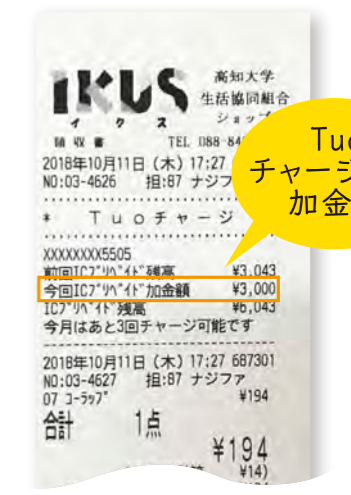 IKUS
イクス
高知大学
生活協同組合
ショップ
領収書 TEL 088-84
2018年10月11日 (木) 17:27
NO:03-4626 担:87 ナジフ
* Tuoチャージ
XXXXXXXX5505
前回ICプリペイド残高 ¥3,043
今回ICプリペイド加金額 ¥3,000
ICプリペイド残高 ¥6,043
今月はあと3回チャージ可能です
2018年10月11日 (木) 17:27 687301
NO:03-4627 担:87 ナジファ
07 コーラップ ¥194
合計 1点
¥194
¥14)
Tuo
チャージ
加金